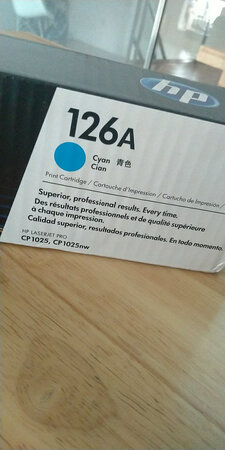 hp
126A
Cyan 青色
Cian
Print Cartridge / Cartouche d'Impression / Cartucho de Impresión
Superior, professional results. Every time.
Des résultats professionnels et de qualité supérieure
à chaque impression.
Calidad superior, resultados profesionales. En todo momento.
HP LASERJET PRO
CP1025, CP1025nw